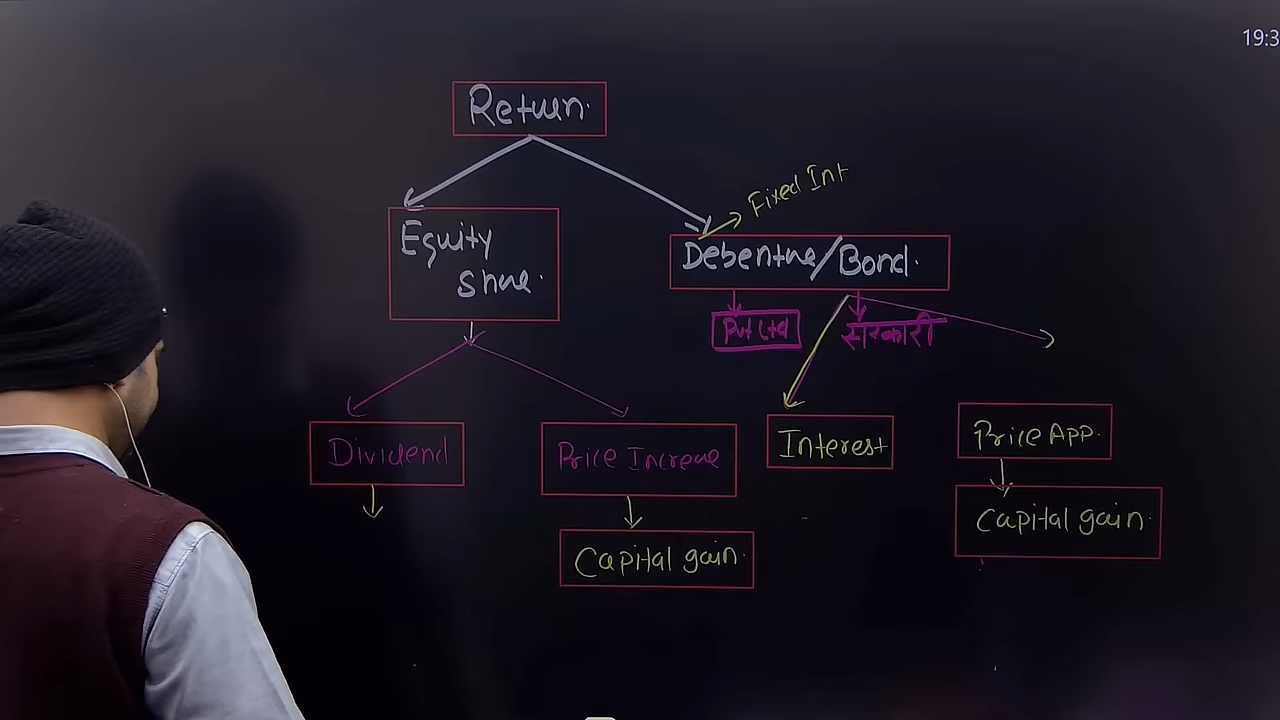 19:3
Return.
Fixed Int
Equity
Share.
Debenture/Bond.
Pvt Ltd
सरकारी
Dividend
Price Increase
Interest
Price App.
Capital gain.
Capital gain.